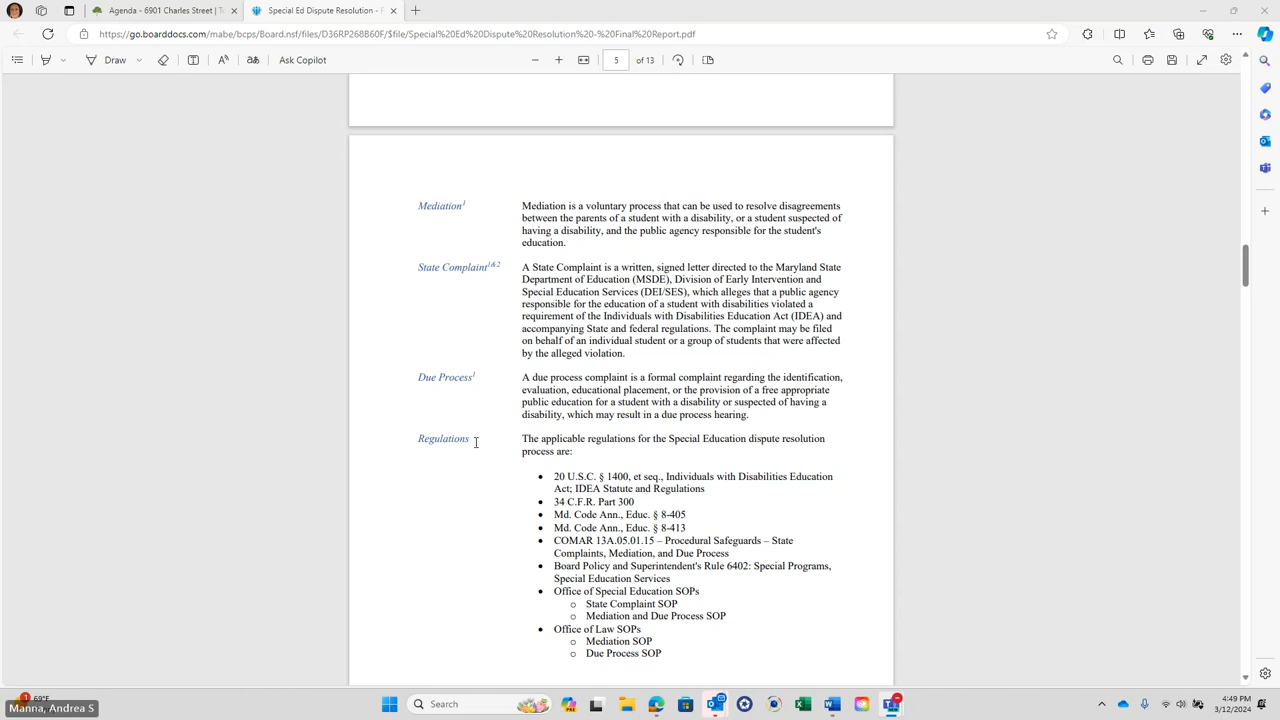 Agenda - 6901 Charles Street | To
Special Ed Dispute Resolution - F
https://go.boarddocs.com/mabe/bcps/Board.nsf/files/D36RP268B60F/$file/Special%20Ed%20Dispute%20Resolution%20-%20Final%20Report.pdf
Draw
Ask Copilot
5 of 13
Mediation1
Mediation is a voluntary process that can be used to resolve disagreements
between the parents of a student with a disability, or a student suspected of
having a disability, and the public agency responsible for the student's
education.
State Complaint1&2
A State Complaint is a written, signed letter directed to the Maryland State
Department of Education (MSDE), Division of Early Intervention and
Special Education Services (DEI/SES), which alleges that a public agency
responsible for the education of a student with disabilities violated a
requirement of the Individuals with Disabilities Education Act (IDEA) and
accompanying State and federal regulations. The complaint may be filed
on behalf of an individual student or a group of students that were affected
by the alleged violation.
Due Process1
A due process complaint is a formal complaint regarding the identification,
evaluation, educational placement, or the provision of a free appropriate
public education for a student with a disability or suspected of having a
disability, which may result in a due process hearing.
Regulations
The applicable regulations for the Special Education dispute resolution
process are:
• 20 U.S.C. § 1400, et seq., Individuals with Disabilities Education
Act; IDEA Statute and Regulations
• 34 C.F.R. Part 300
• Md. Code Ann., Educ. § 8-405
• Md. Code Ann., Educ. § 8-413
• COMAR 13A.05.01.15 – Procedural Safeguards – State
Complaints, Mediation, and Due Process
• Board Policy and Superintendent's Rule 6402: Special Programs,
Special Education Services
• Office of Special Education SOPs
o State Complaint SOP
o Mediation and Due Process SOP
• Office of Law SOPs
o Mediation SOP
o Due Process SOP
1
69°F
Manna, Andrea S
Search
4:49 PM
3/12/2024